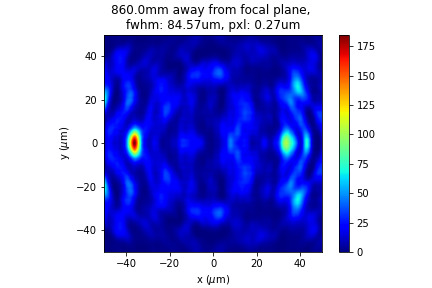 860.0mm away from focal plane,
fwhm: 84.57um, pxl: 0.27um
40
20
0
−20
−40
y (μm)
−40 −20 0 20 40
x (μm)
175
150
125
100
75
50
25
0